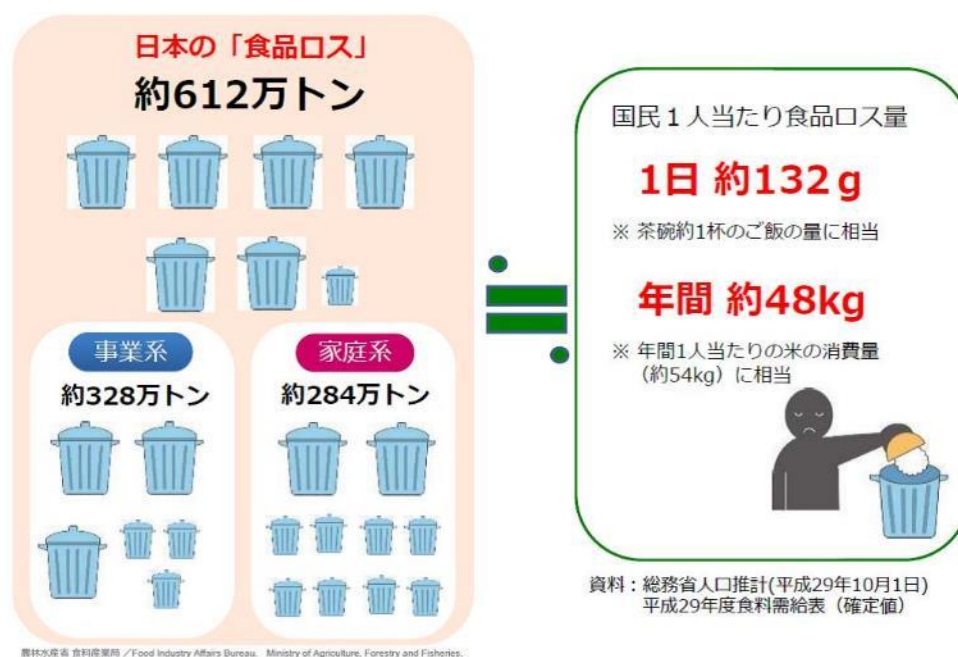 日本の「食品ロス」
約612万トン
事業系
約328万トン
家庭系
約284万トン
農林水産省 食料産業局 ／Food Industry Affairs Bureau. Ministry of Agriculture, Forestry and Fisheries.
国民１人当たり食品ロス量
1日 約132ｇ
※ 茶碗約1杯のご飯の量に相当
年間 約48kg
※ 年間1人当たりの米の消費量
（約54kg）に相当
資料：総務省人口推計(平成29年10月1日)
平成29年度食料需給表（確定値）